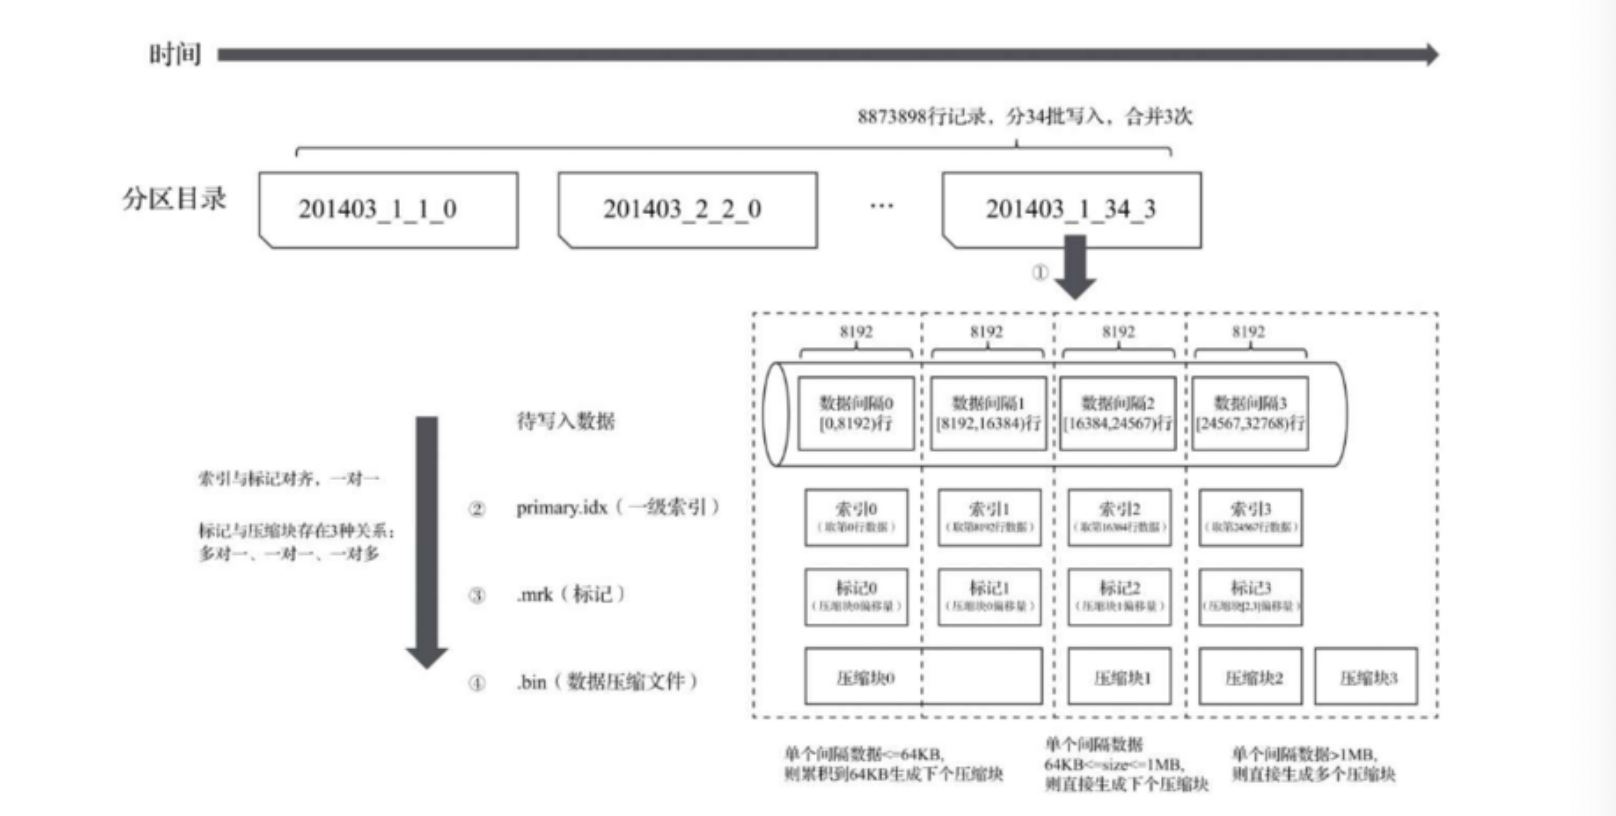 时间
8873898行记录，分34批写入，合并3次
分区目录
201403_1_1_0
201403_2_2_0
...
201403_1_34_3
①
8192
8192
8192
8192
待写入数据
数据间隔0
[0,8192)行
数据间隔1
[8192,16384)行
数据间隔2
[16384,24567)行
数据间隔3
[24567,32768)行
索引与标记对齐，一对一
标记与压缩块存在3种关系：
多对一、一对一、一对多
②
primary.idx（一级索引）
索引0
（取第0行数据）
索引1
（取第8192行数据）
索引2
（取第16384行数据）
索引3
（取第24567行数据）
③
.mrk（标记）
标记0
（压缩块0偏移量）
标记1
（压缩块0偏移量）
标记2
（压缩块1偏移量）
标记3
（压缩块[2,3]偏移量）
④
.bin（数据压缩文件）
压缩块0
压缩块1
压缩块2
压缩块3
单个间隔数据<=64KB,
则累积到64KB生成下个压缩块
单个间隔数据
64KB<=size<=1MB,
则直接生成下个压缩块
单个间隔数据>1MB,
则直接生成多个压缩块